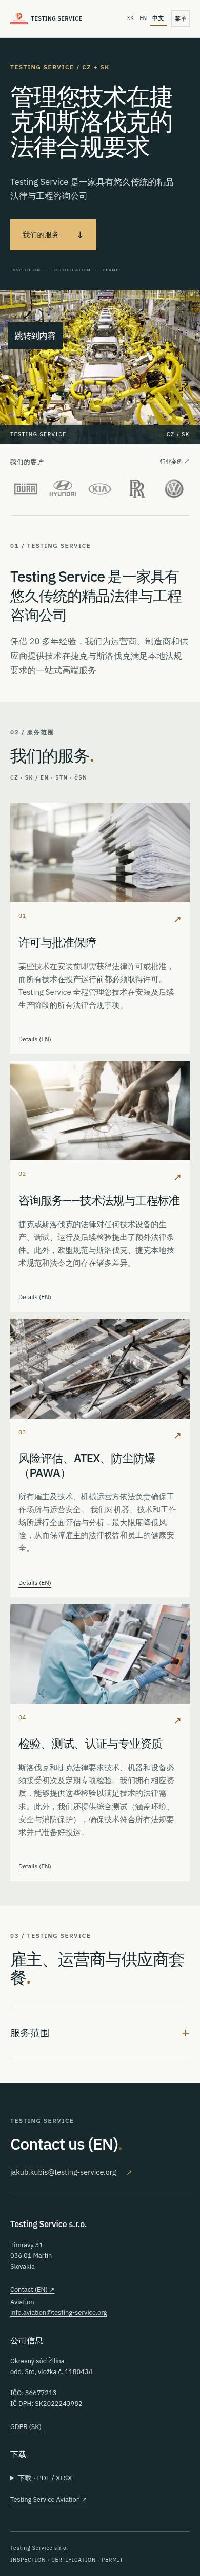 TESTING SERVICE
SK EN 中文 菜单
TESTING SERVICE / CZ + SK
管理您技术在捷
克和斯洛伐克的
法律合规要求
Testing Service 是一家具有悠久传统的精品
法律与工程咨询公司
我们的服务 ↓
INSPECTION — CERTIFICATION — PERMIT
跳转到内容
TESTING SERVICE CZ / SK
我们的客户 行业案例 ↗
DÜRR HYUNDAI KIA RR VW
01 / TESTING SERVICE
Testing Service 是一家具有
悠久传统的精品法律与工程
咨询公司
凭借 20 多年经验，我们为运营商、制造商和供
应商提供技术在捷克与斯洛伐克满足本地法规
要求的一站式高端服务
02 / 服务范围
我们的服务.
CZ · SK / EN · STN · ČSN
01 ↗
许可与批准保障
某些技术在安装前即需获得法律许可或批准，
而所有技术在投产运行前都必须取得许可。
Testing Service 全程管理您技术在安装及后续
生产阶段的所有法律合规事项。
Details (EN)
02 ↗
咨询服务——技术法规与工程标准
捷克或斯洛伐克的法律对任何技术设备的生
产、调试、运行及后续检验提出了额外法律条
件。此外，欧盟规范与斯洛伐克、捷克本地技
术规范和法令之间存在诸多差异。
Details (EN)
03 ↗
风险评估、ATEX、防尘防爆
（PAWA）
所有雇主及技术、机械运营方依法负责确保工
作场所与运营安全。 我们对机器、技术和工作
场所进行全面评估与分析，最大限度降低风
险，从而保障雇主的法律权益和员工的健康安
全。
Details (EN)
04 ↗
检验、测试、认证与专业资质
斯洛伐克和捷克法律要求技术、机器和设备必
须接受初次及定期专项检验。我们拥有相应资
质，能够提供这些检验以满足技术的法律需
求。此外，我们还提供综合测试（涵盖环境、
安全与消防保护），确保技术符合所有法规要
求并已准备好投运。
Details (EN)
03 / TESTING SERVICE
雇主、运营商与供应商套
餐.
服务范围 +
TESTING SERVICE
Contact us (EN).
jakub.kubis@testing-service.org ↗
Testing Service s.r.o.
Timravy 31
036 01 Martin
Slovakia
Contact (EN) ↗
Aviation
info.aviation@testing-service.org
公司信息
Okresný súd Žilina
odd. Sro, vložka č. 118043/L
IČO: 36677213
IČ DPH: SK2022243982
GDPR (SK)
下载
▶ 下载 · PDF / XLSX
Testing Service Aviation ↗
Testing Service s.r.o.
INSPECTION · CERTIFICATION · PERMIT